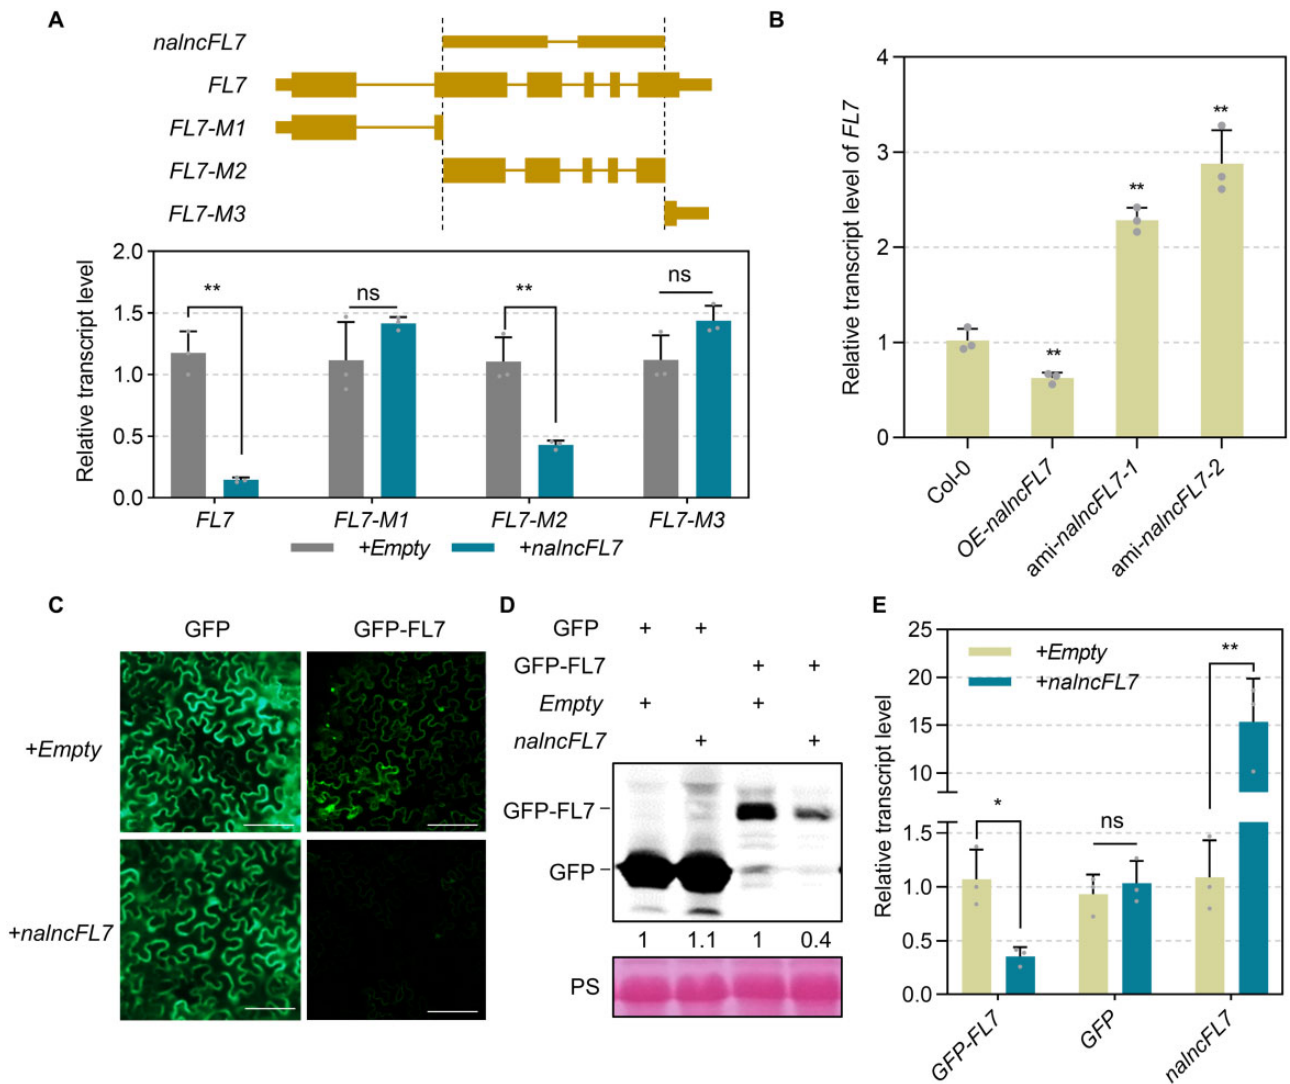 A
nalncFL7
FL7
FL7-M1
FL7-M2
FL7-M3
Relative transcript level
2.0
1.5
1.0
0.5
0.0
**
ns
**
ns
FL7
FL7-M1
FL7-M2
FL7-M3
+Empty
+nalncFL7
B
Relative transcript level of FL7
4
3
2
1
0
**
**
**
Col-0
OE-nalncFL7
ami-nalncFL7-1
ami-nalncFL7-2
C
GFP
GFP-FL7
+Empty
+nalncFL7
D
GFP + +
GFP-FL7 + +
Empty + +
nalncFL7 + +
GFP-FL7
GFP
1 1.1 1 0.4
PS
E
Relative transcript level
25
20
15
10
1.5
1.0
0.5
0.0
+Empty
+nalncFL7
*
ns
**
GFP-FL7
GFP
nalncFL7